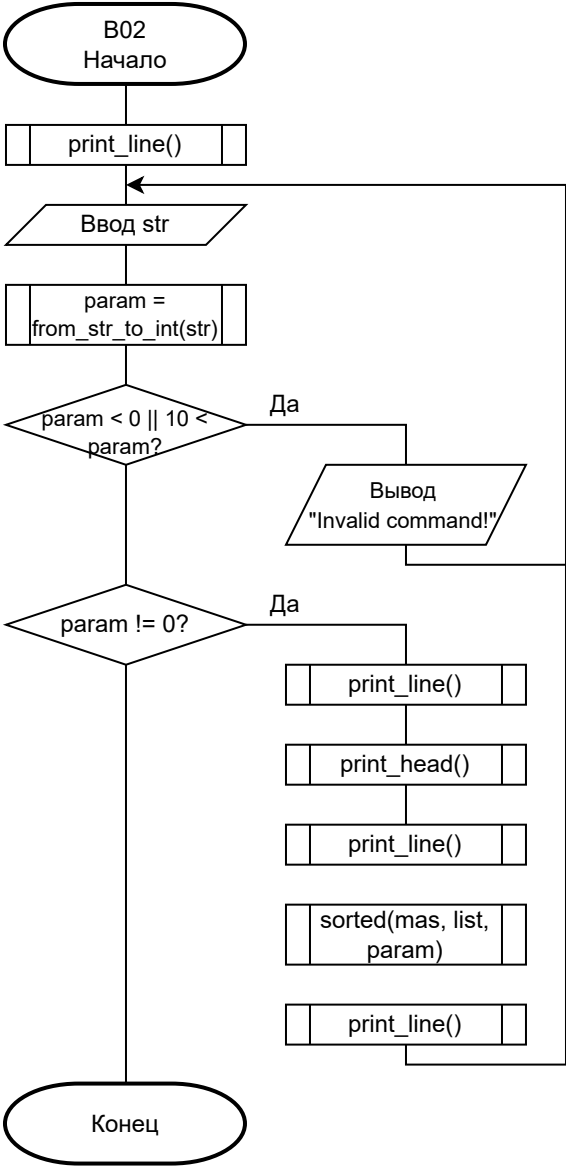 В02
Начало
print_line()
Ввод str
param =
from_str_to_int(str)
param < 0 || 10 <
param?
Да
Вывод
"Invalid command!"
param != 0?
Да
print_line()
print_head()
print_line()
sorted(mas, list,
param)
print_line()
Конец